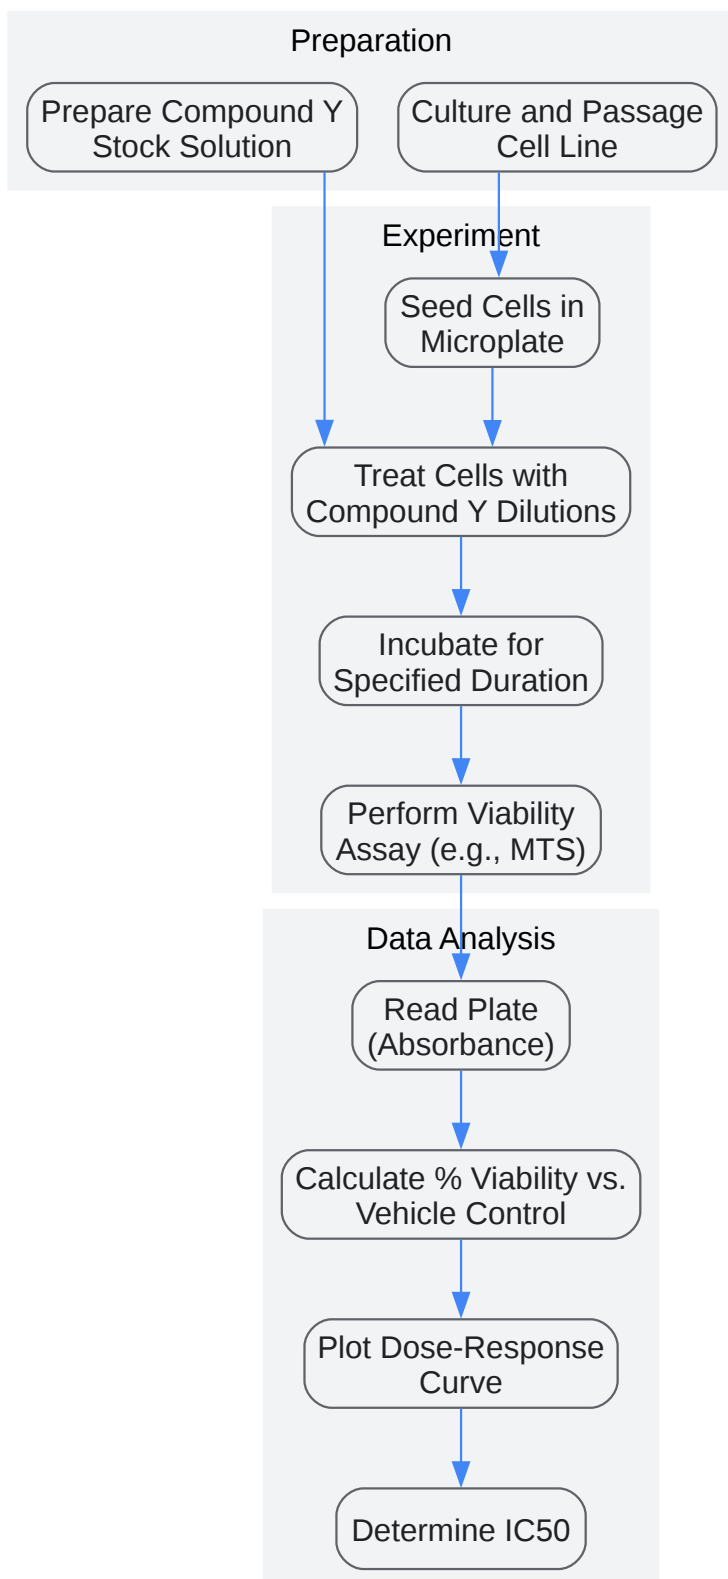 Preparation
Prepare Compound Y
Stock Solution
Culture and Passage
Cell Line
Experiment
Seed Cells in
Microplate
Treat Cells with
Compound Y Dilutions
Incubate for
Specified Duration
Perform Viability
Assay (e.g., MTS)
Data Analysis
Read Plate
(Absorbance)
Calculate % Viability vs.
Vehicle Control
Plot Dose-Response
Curve
Determine IC50